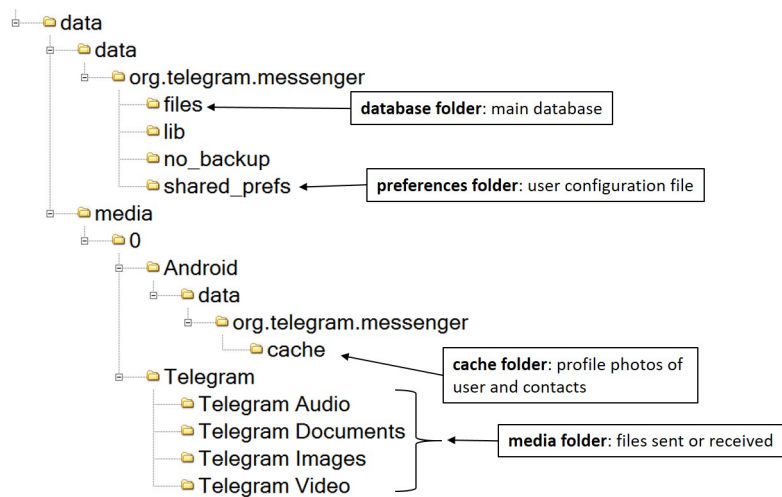 data
data
org.telegram.messenger
files
database folder: main database
lib
no_backup
shared_prefs
preferences folder: user configuration file
media
0
Android
data
org.telegram.messenger
cache
cache folder: profile photos of
user and contacts
Telegram
Telegram Audio
Telegram Documents
media folder: files sent or received
Telegram Images
Telegram Video